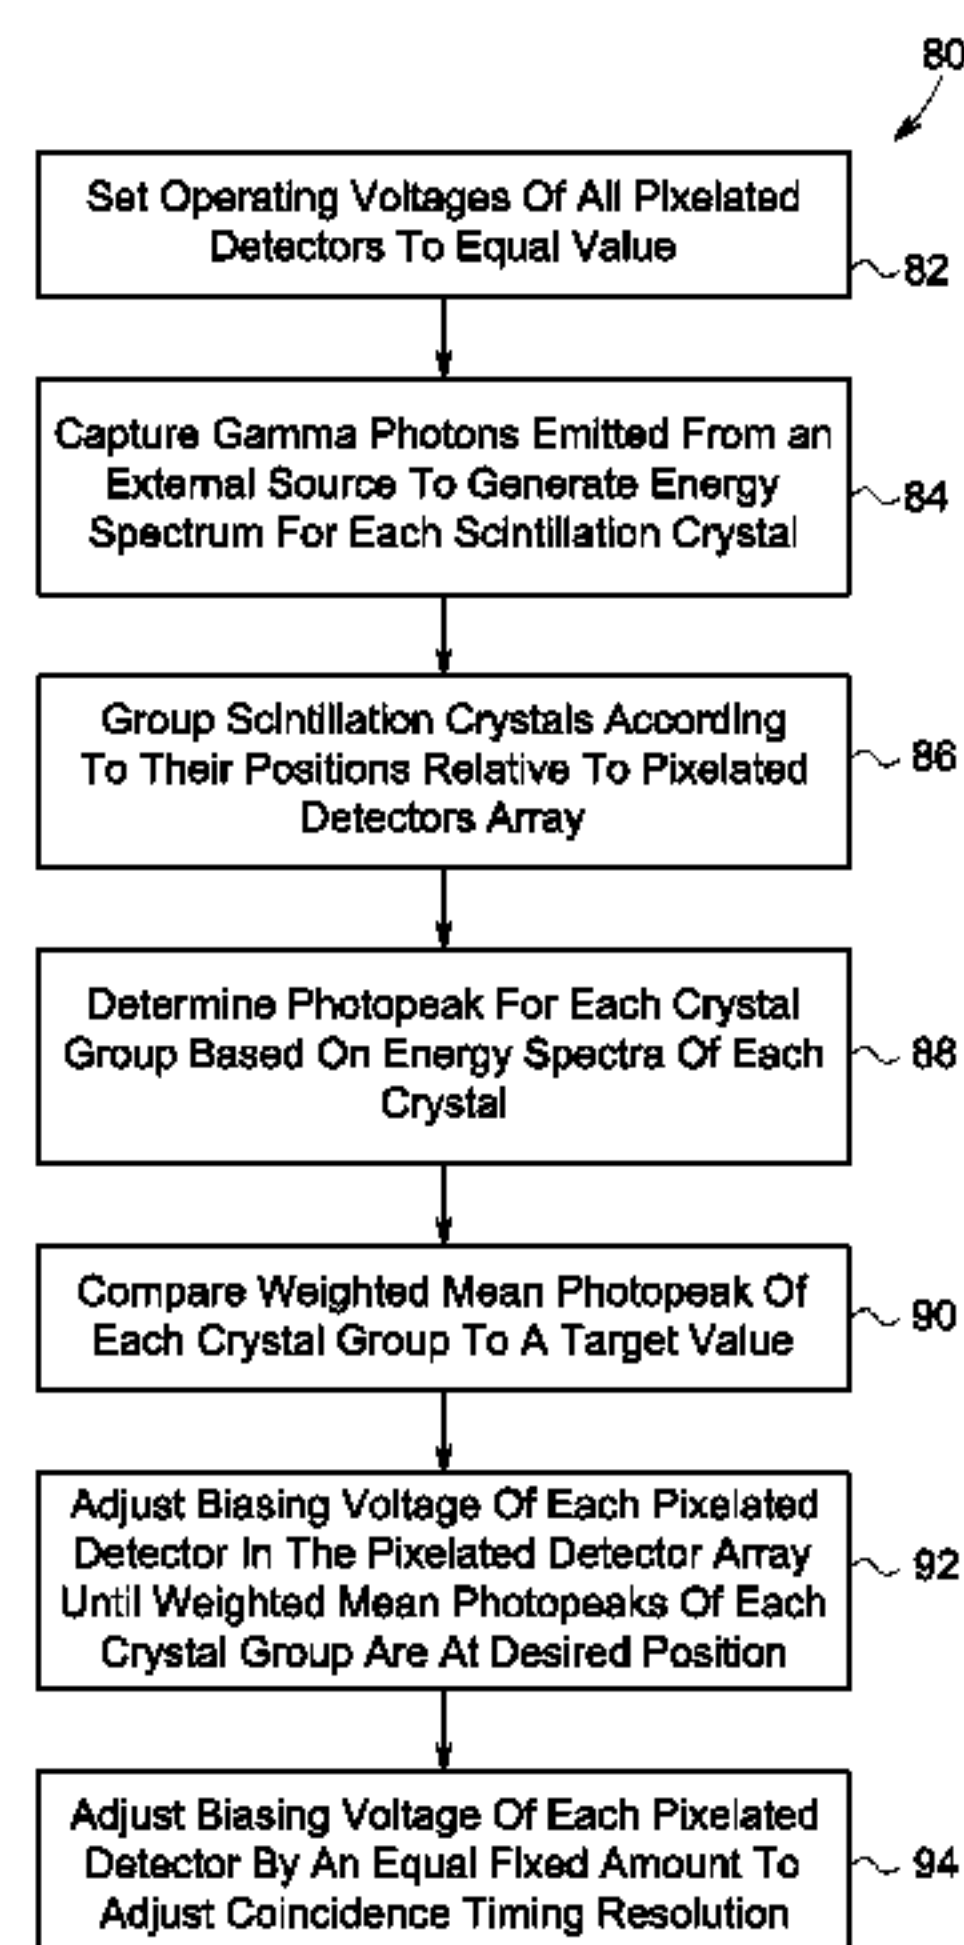 80
Set Operating Voltages Of All Pixelated
Detectors To Equal Value
82
Capture Gamma Photons Emitted From an
External Source To Generate Energy
Spectrum For Each Scintillation Crystal
84
Group Scintillation Crystals According
To Their Positions Relative To Pixelated
Detectors Array
86
Determine Photopeak For Each Crystal
Group Based On Energy Spectra Of Each
Crystal
88
Compare Weighted Mean Photopeak Of
Each Crystal Group To A Target Value
90
Adjust Biasing Voltage Of Each Pixelated
Detector In The Pixelated Detector Array
Until Weighted Mean Photopeaks Of Each
Crystal Group Are At Desired Position
92
Adjust Biasing Voltage Of Each Pixelated
Detector By An Equal Fixed Amount To
Adjust Coincidence Timing Resolution
94